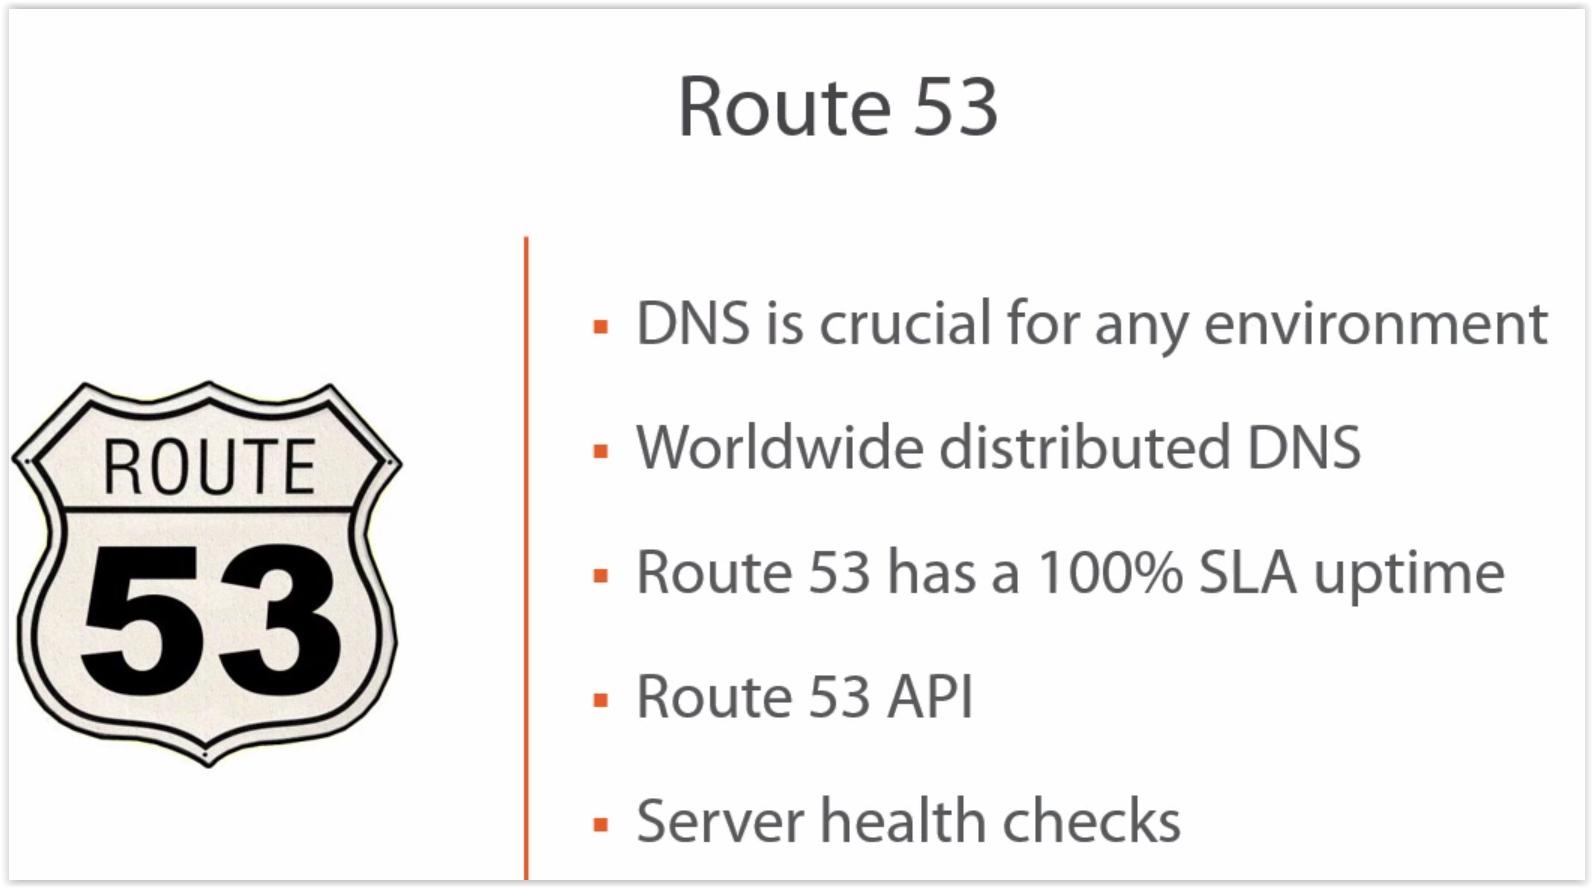 Route 53
ROUTE
53
DNS is crucial for any environment
Worldwide distributed DNS
Route 53 has a 100% SLA uptime
Route 53 API
Server health checks